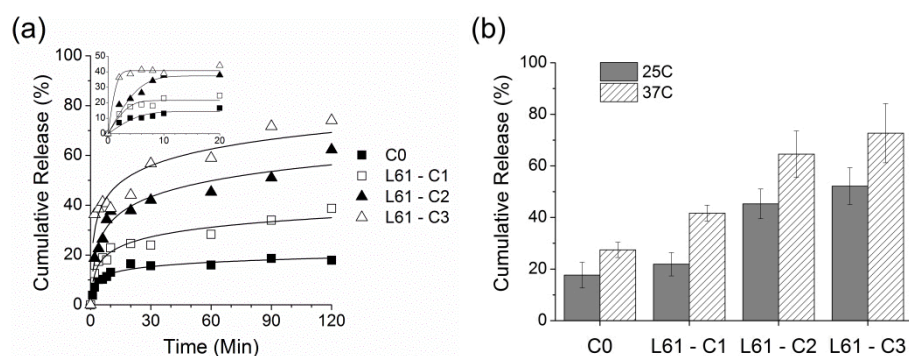 (a)
100
80
60
40
20
0
Cumulative Release (%)
0 30 60 90 120
Time (Min)
50
40
30
20
10
0
0 10 20
C0
L61 - C1
L61 - C2
L61 - C3
(b)
100
80
60
40
20
0
Cumulative Release (%)
25C
37C
C0 L61 - C1 L61 - C2 L61 - C3